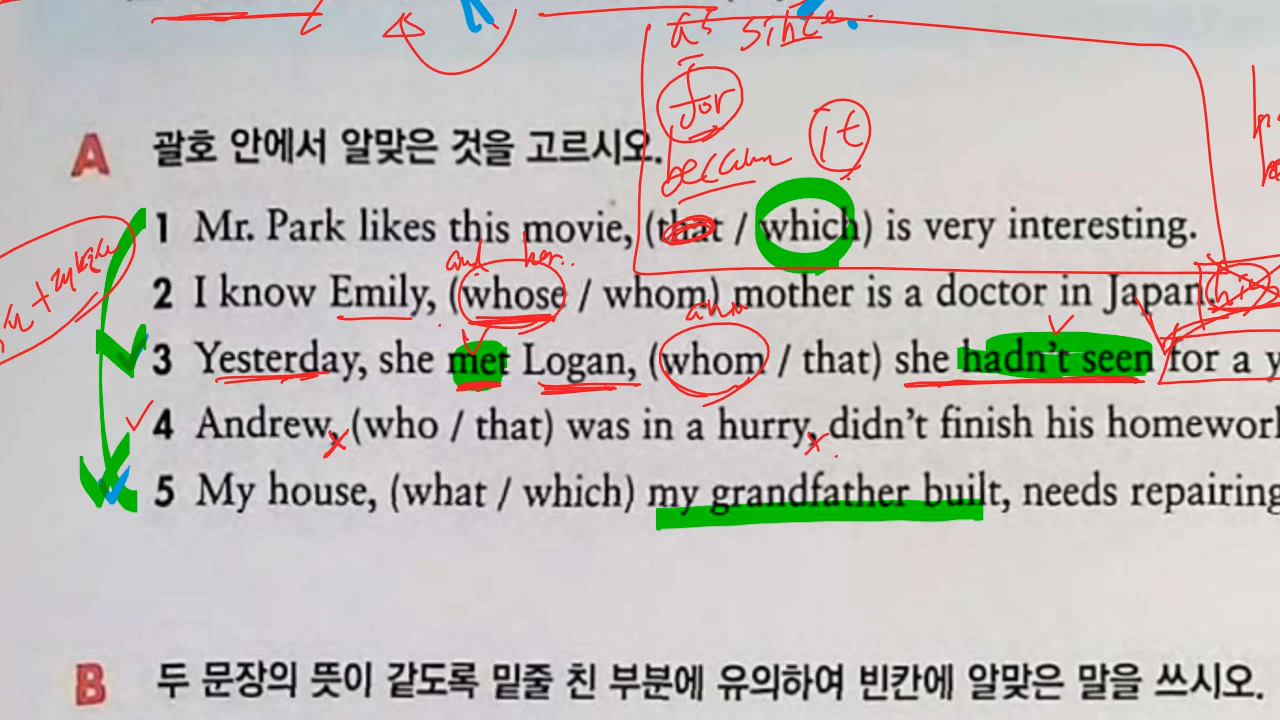 as since.
for
it
A 괄호 안에서 알맞은 것을 고르시오.
1 Mr. Park likes this movie, (that / which) is very interesting.
and her..
2 I know Emily, (whose / whom) mother is a doctor in Japan.
3 Yesterday, she met Logan, (whom / that) she hadn't seen for a y
4 Andrew, (who / that) was in a hurry, didn't finish his homewor
5 My house, (what / which) my grandfather built, needs repairing
B 두 문장의 뜻이 같도록 밑줄 친 부분에 유의하여 빈칸에 알맞은 말을 쓰시오.